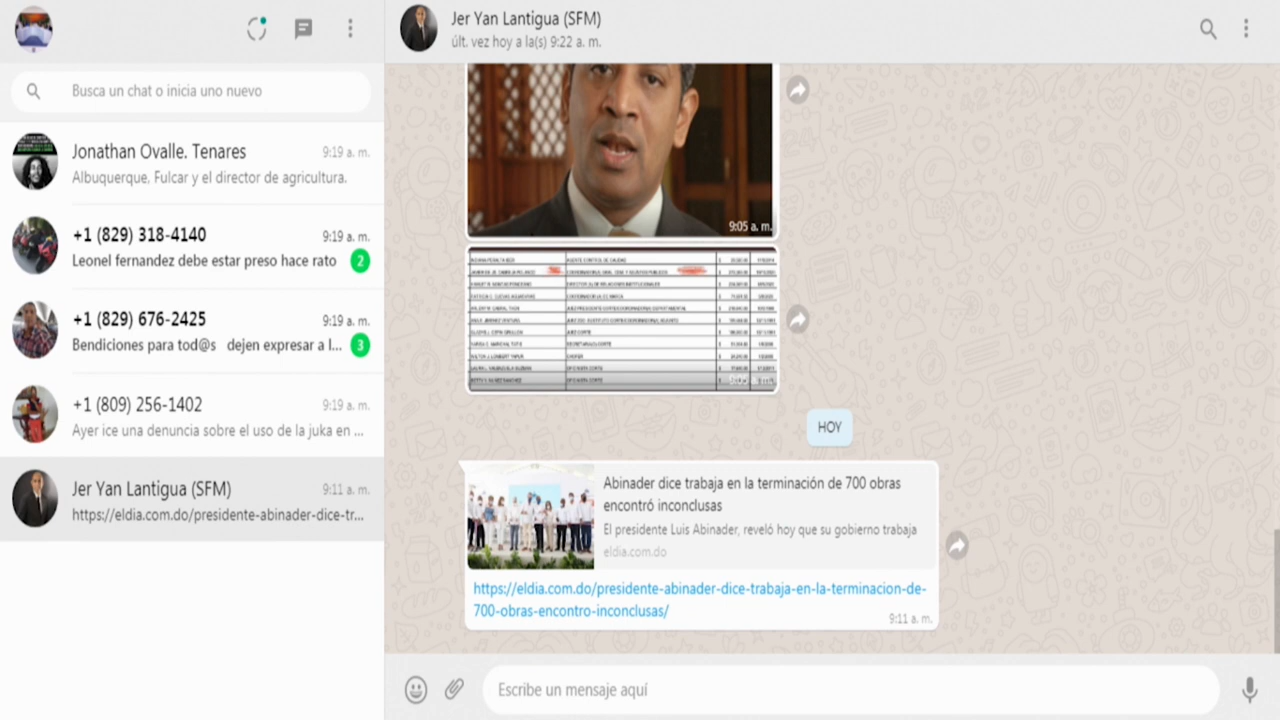 Busca un chat o inicia uno nuevo
Jonathan Ovalle. Tenares
9:19 a. m.
Albuquerque, Fulcar y el director de agricultura.
+1 (829) 318-4140
9:19 a. m.
Leonel fernandez debe estar preso hace rato
2
+1 (829) 676-2425
9:19 a. m.
Bendiciones para tod@s dejen expresar a l...
3
+1 (809) 256-1402
9:19 a. m.
Ayer ice una denuncia sobre el uso de la juka en ...
Jer Yan Lantigua (SFM)
9:11 a. m.
https://eldia.com.do/presidente-abinader-dice-tr...
Jer Yan Lantigua (SFM)
últ. vez hoy a la(s) 9:22 a. m.
9:05 a. m.
HOY
Abinader dice trabaja en la terminación de 700 obras
encontró inconclusas
El presidente Luis Abinader, reveló hoy que su gobierno trabaja
eldia.com.do
https://eldia.com.do/presidente-abinader-dice-trabaja-en-la-terminacion-de-
700-obras-encontro-inconclusas/
9:11 a. m.
Escribe un mensaje aquí